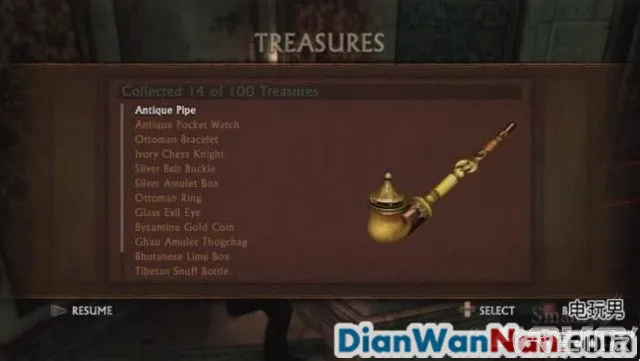 TREASURES
Collected 14 of 100 Treasures
Antique Pipe
Antique Pocket Watch
Ottoman Bracelet
Ivory Chess Knight
Silver Belt Buckle
Silver Amulet Box
Ottoman Ring
Glass Evil Eye
Byzantine Gold Coin
Ghau Amulet Thogchag
Bhutanese Lime Box
Tibetan Snuff Bottle
RESUME
SELECT
电玩男
DianWanNan.com